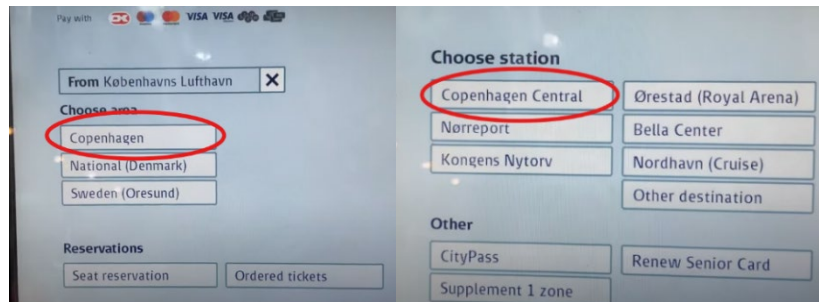 Pay with VISA VISA
From Københavns Lufthavn X
Choose area
Copenhagen
National (Denmark)
Sweden (Oresund)
Reservations
Seat reservation
Ordered tickets
Choose station
Copenhagen Central
Ørestad (Royal Arena)
Nørreport
Bella Center
Kongens Nytorv
Nordhavn (Cruise)
Other destination
Other
CityPass
Renew Senior Card
Supplement 1 zone